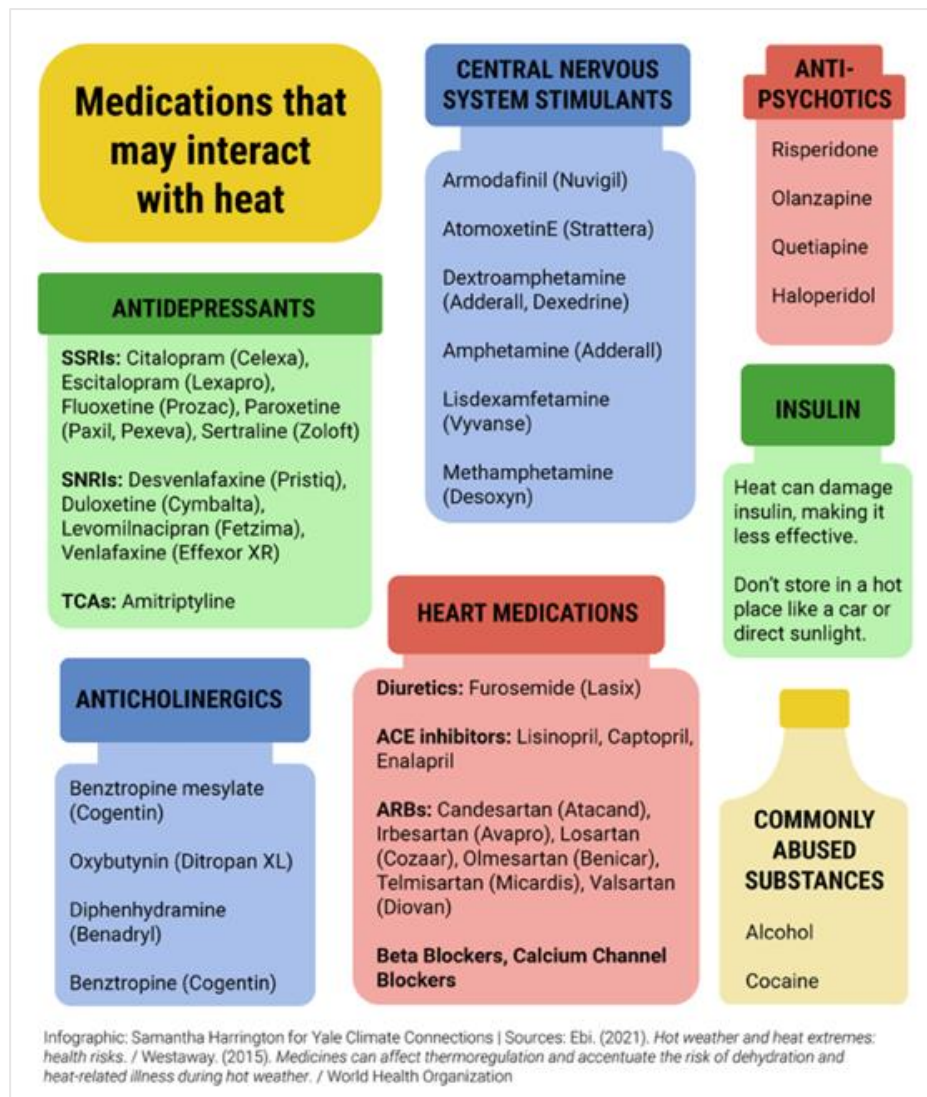 Medications that
may interact
with heat
CENTRAL NERVOUS
SYSTEM STIMULANTS
Armodafinil (Nuvigil)
AtomoxetinE (Strattera)
Dextroamphetamine
(Adderall, Dexedrine)
Amphetamine (Adderall)
Lisdexamfetamine
(Vyvanse)
Methamphetamine
(Desoxyn)
ANTI-
PSYCHOTICS
Risperidone
Olanzapine
Quetiapine
Haloperidol
ANTIDEPRESSANTS
SSRIs: Citalopram (Celexa),
Escitalopram (Lexapro),
Fluoxetine (Prozac), Paroxetine
(Paxil, Pexeva), Sertraline (Zoloft)
SNRIs: Desvenlafaxine (Pristiq),
Duloxetine (Cymbalta),
Levomilnacipran (Fetzima),
Venlafaxine (Effexor XR)
TCAs: Amitriptyline
INSULIN
Heat can damage
insulin, making it
less effective.
Don't store in a hot
place like a car or
direct sunlight.
ANTICHOLINERGICS
Benztropine mesylate
(Cogentin)
Oxybutynin (Ditropan XL)
Diphenhydramine
(Benadryl)
Benztropine (Cogentin)
HEART MEDICATIONS
Diuretics: Furosemide (Lasix)
ACE inhibitors: Lisinopril, Captopril,
Enalapril
ARBs: Candesartan (Atacand),
Irbesartan (Avapro), Losartan
(Cozaar), Olmesartan (Benicar),
Telmisartan (Micardis), Valsartan
(Diovan)
Beta Blockers, Calcium Channel
Blockers
COMMONLY
ABUSED
SUBSTANCES
Alcohol
Cocaine
Infographic: Samantha Harrington for Yale Climate Connections | Sources: Ebi. (2021). Hot weather and heat extremes:
health risks. / Westaway. (2015). Medicines can affect thermoregulation and accentuate the risk of dehydration and
heat-related illness during hot weather. / World Health Organization